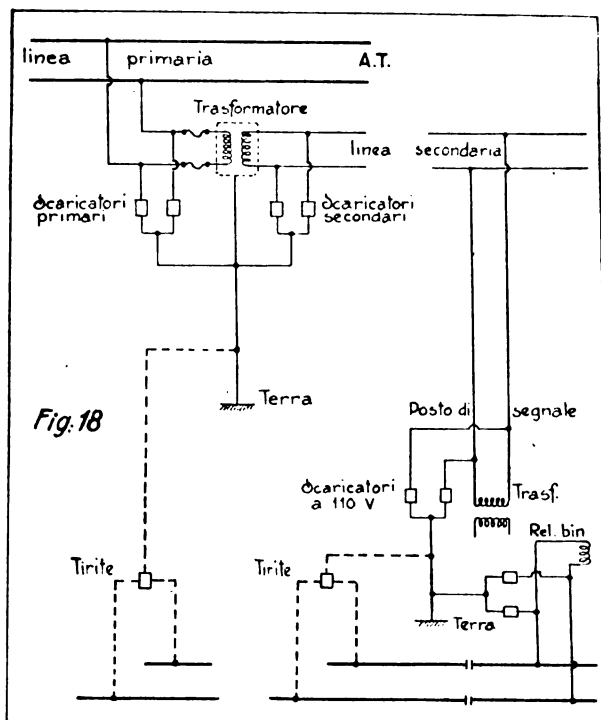 linea primaria A.T.
Trasformatore
linea secondaria
Scaricatori
primari
Scaricatori
secondari
Terra
Fig. 18
Posto di segnale
Scaricatori
a 110 V
Trasf.
Rel. bin
Tirite
Tirite
Terra